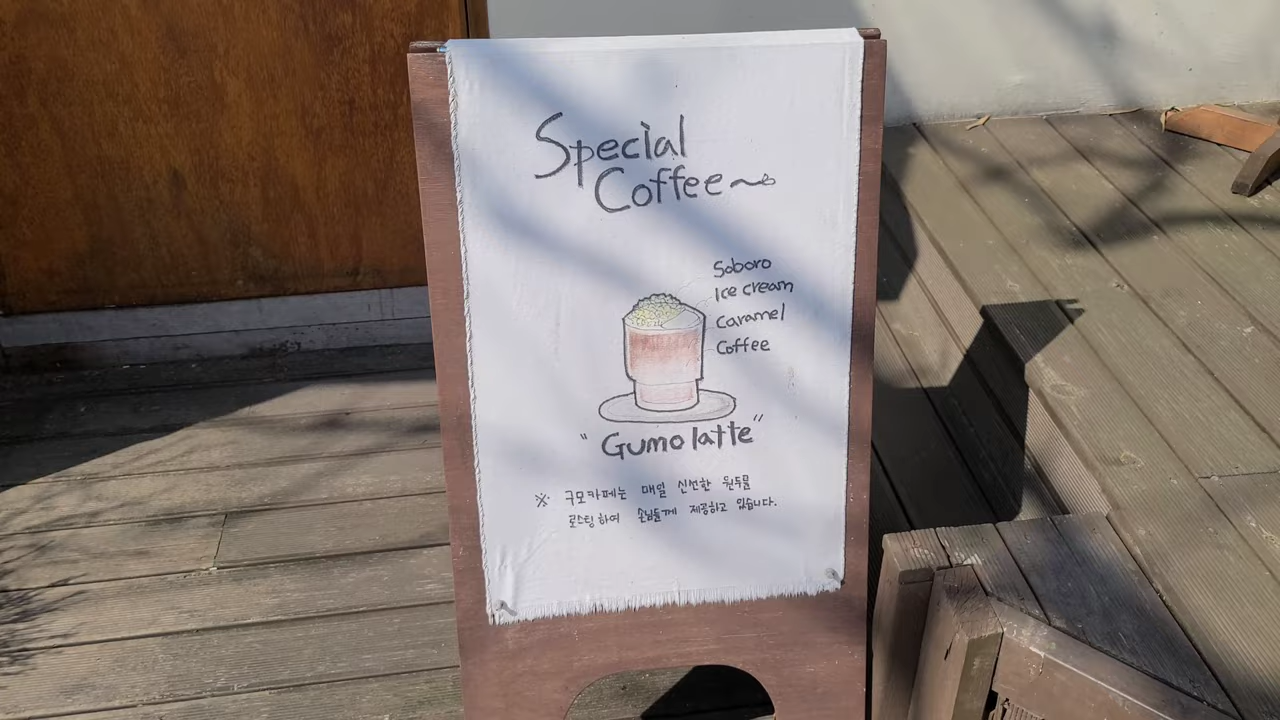 Special
Coffee~
Soboro
Ice cream
Caramel
Coffee
"Gumo latte"
※ 구모카페는 매일 신선한 원두를
로스팅하여 손님들께 제공하고 있습니다.